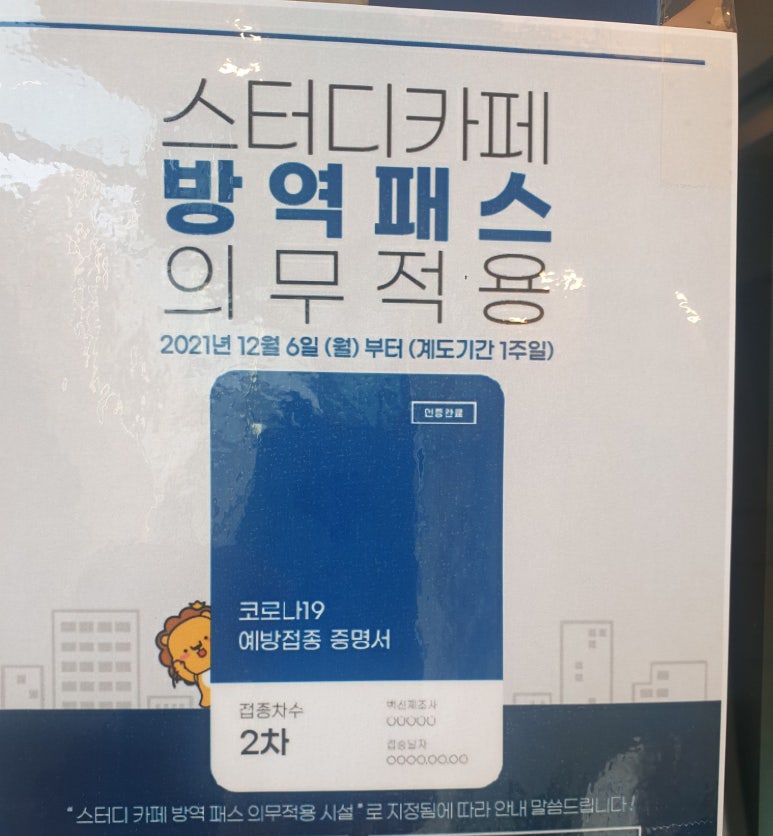 스터디카페
방역패스
의무적용
2021년 12월 6일 (월) 부터 (계도기간 1주일)
인증완료
코로나19
예방접종 증명서
접종차수
2차
백신제조사
OOOOO
접종일자
OOOO.OO.OO
“스터디 카페 방역 패스 의무적용 시설”로 지정됨에 따라 안내 말씀드립니다!